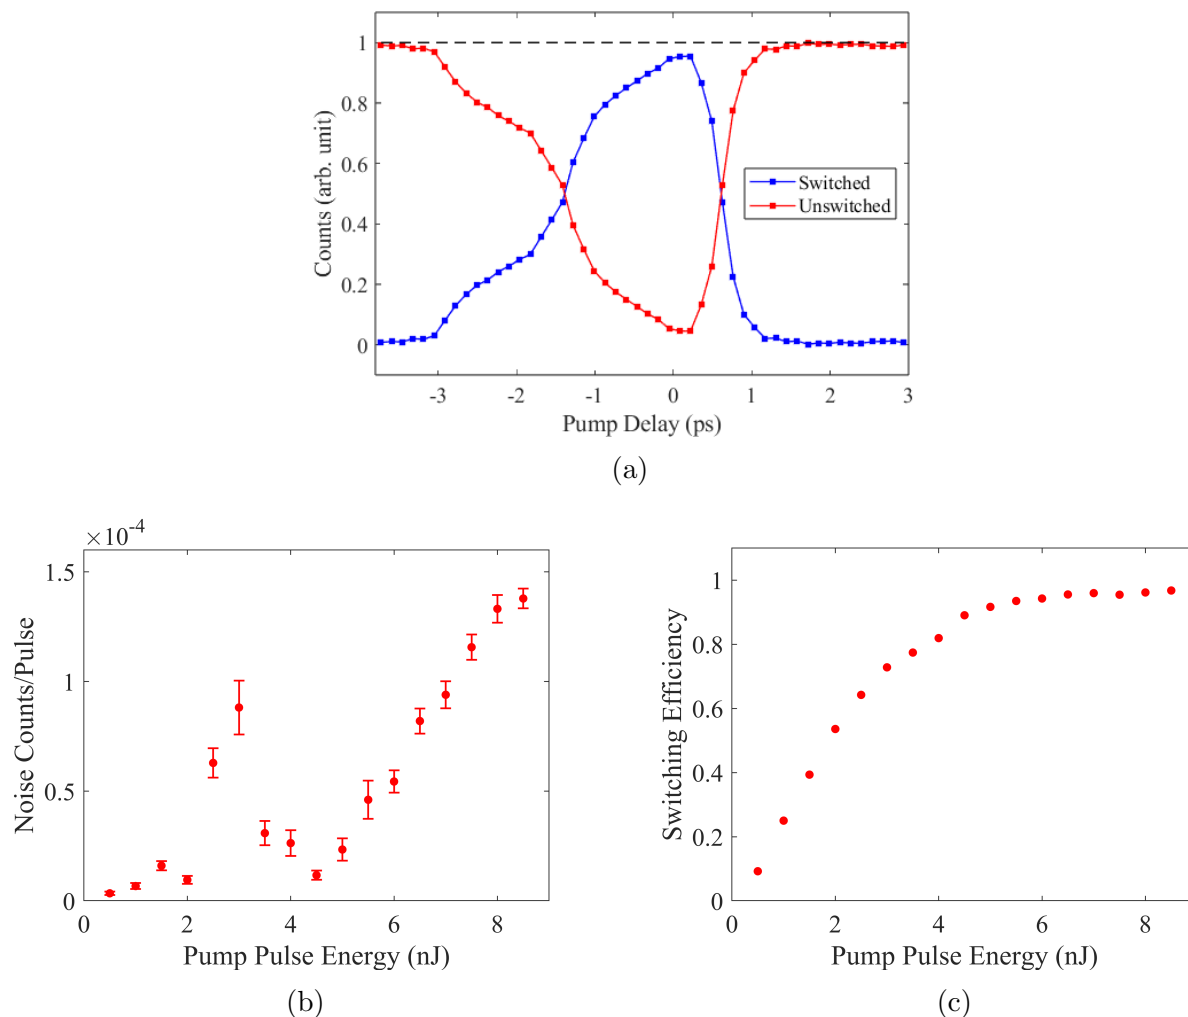 1
0.8
0.6
0.4
0.2
0
Counts (arb. unit)
Switched
Unswitched
-3 -2 -1 0 1 2 3
Pump Delay (ps)
(a)
×10-4
1.5
1
0.5
0
Noise Counts/Pulse
0 2 4 6 8
Pump Pulse Energy (nJ)
(b)
1
0.8
0.6
0.4
0.2
0
Switching Efficiency
0 2 4 6 8
Pump Pulse Energy (nJ)
(c)